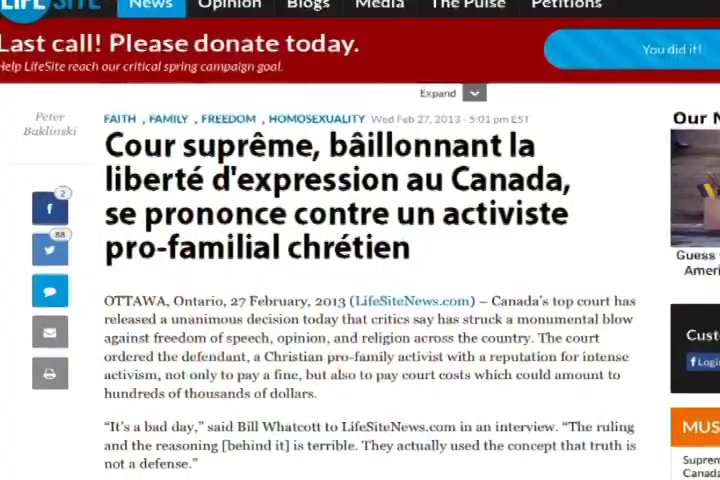 LIFE SITE News Opinion Blogs Media The Pulse Petitions
Last call! Please donate today.
Help LifeSite reach our critical spring campaign goal.
You did it!
Expand
Peter
Baklinski
FAITH , FAMILY , FREEDOM , HOMOSEXUALITY Wed Feb 27, 2013 - 5:01 pm EST
Cour suprême, bâillonnant la
liberté d'expression au Canada,
se prononce contre un activiste
pro-familial chrétien
2
88
OTTAWA, Ontario, 27 February, 2013 (LifeSiteNews.com) – Canada's top court has
released a unanimous decision today that critics say has struck a monumental blow
against freedom of speech, opinion, and religion across the country. The court
ordered the defendant, a Christian pro-family activist with a reputation for intense
activism, not only to pay a fine, but also to pay court costs which could amount to
hundreds of thousands of dollars.
“It's a bad day,” said Bill Whatcott to LifeSiteNews.com in an interview. “The ruling
and the reasoning [behind it] is terrible. They actually used the concept that truth is
not a defense.”
Our
Guess
Ameri
Cust
f Logi
MUS
Suprem
Canada